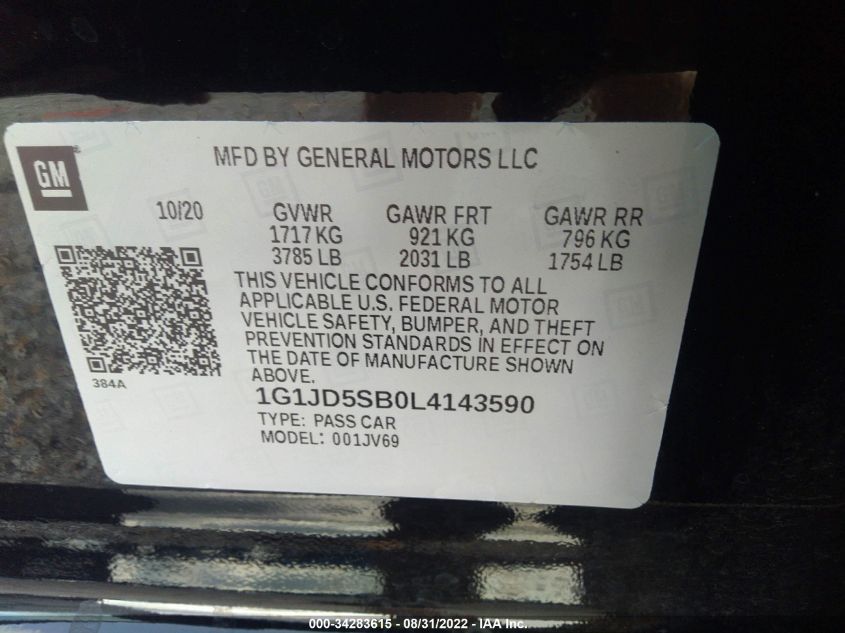 GM®
MFD BY GENERAL MOTORS LLC
10/20 GVWR GAWR FRT GAWR RR
1717 KG 921 KG 796 KG
3785 LB 2031 LB 1754 LB
THIS VEHICLE CONFORMS TO ALL
APPLICABLE U.S. FEDERAL MOTOR
VEHICLE SAFETY, BUMPER, AND THEFT
PREVENTION STANDARDS IN EFFECT ON
THE DATE OF MANUFACTURE SHOWN
ABOVE.
384A
1G1JD5SB0L4143590
TYPE: PASS CAR
MODEL: 001JV69
000-34283615 - 08/31/2022 - IAA Inc.